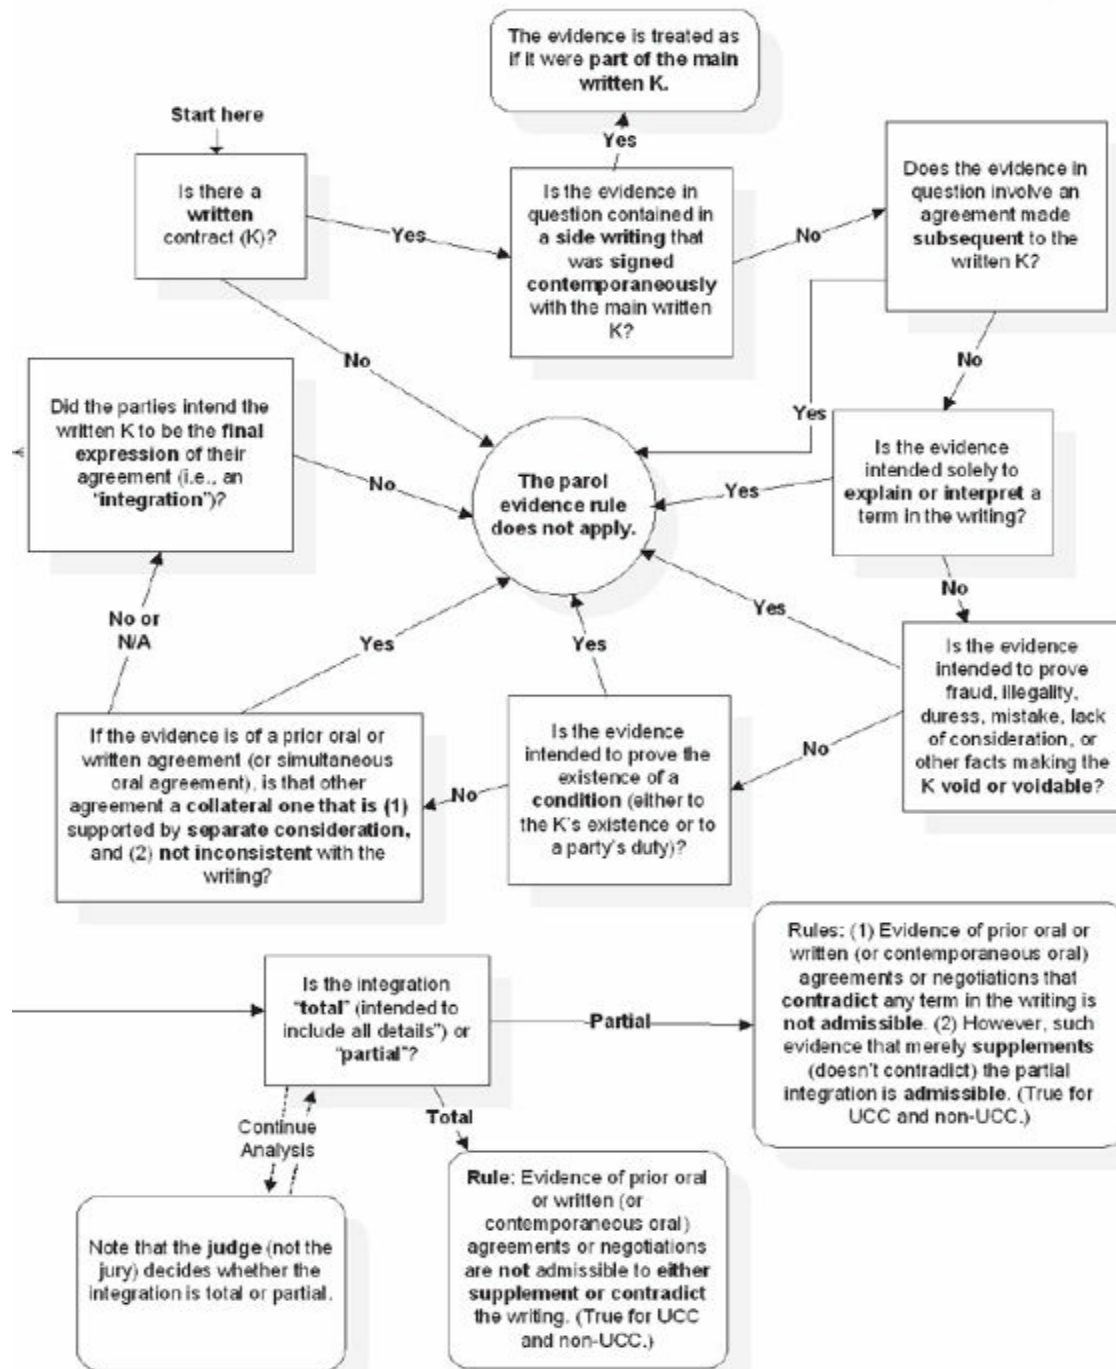 The evidence is treated as
if it were part of the main
written K.
Start here
Yes
Is there a
written
contract (K)?
Yes
Is the evidence in
question contained in
a side writing that
was signed
contemporaneously
with the main written
K?
No
Does the evidence in
question involve an
agreement made
subsequent to the
written K?
No
No
Yes
Did the parties intend the
written K to be the final
expression of their
agreement (i.e., an
"integration")?
No
The parol
evidence rule
does not apply.
Yes
Is the evidence
intended solely to
explain or interpret a
term in the writing?
No
No or
N/A
Yes
Yes
Yes
Is the evidence
intended to prove
fraud, illegality,
duress, mistake, lack
of consideration, or
other facts making the
K void or voidable?
No
Is the evidence
intended to prove the
existence of a
condition (either to
the K's existence or to
a party's duty)?
No
If the evidence is of a prior oral or
written agreement (or simultaneous
oral agreement), is that other
agreement a collateral one that is (1)
supported by separate consideration,
and (2) not inconsistent with the
writing?
Is the integration
"total" (intended to
include all details") or
"partial"?
Partial
Rules: (1) Evidence of prior oral or
written (or contemporaneous oral)
agreements or negotiations that
contradict any term in the writing is
not admissible. (2) However, such
evidence that merely supplements
(doesn't contradict) the partial
integration is admissible. (True for
UCC and non-UCC.)
Continue
Analysis
Total
Note that the judge (not the
jury) decides whether the
integration is total or partial.
Rule: Evidence of prior oral
or written (or
contemporaneous oral)
agreements or negotiations
are not admissible to either
supplement or contradict
the writing. (True for UCC
and non-UCC.)